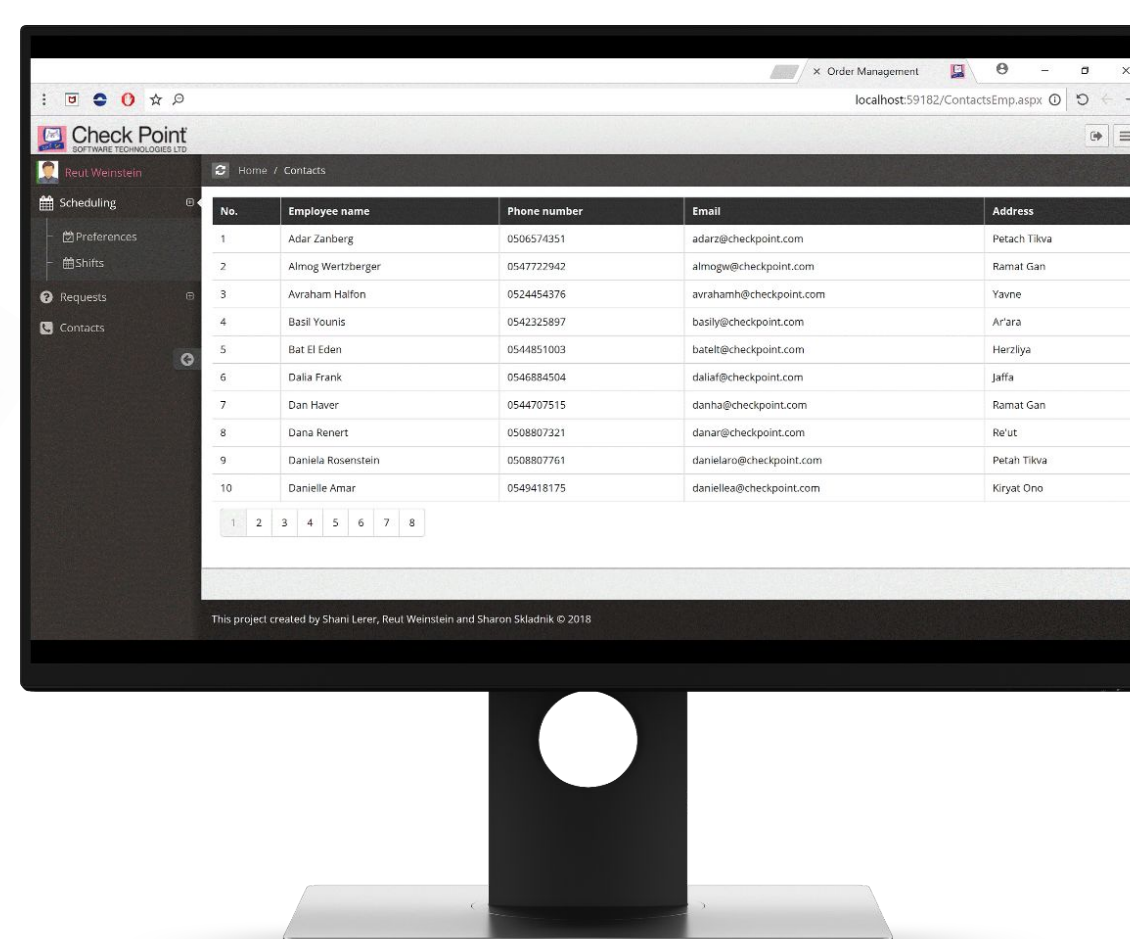 Order Management
localhost:59182/ContactsEmp.aspx
Check Point
SOFTWARE TECHNOLOGIES LTD
Reut Weinstein
Home / Contacts
Scheduling
Preferences
Shifts
Requests
Contacts
No. Employee name Phone number Email Address
1 Adar Zanberg 0506574351 adarz@checkpoint.com Petach Tikva
2 Almog Wertzberger 0547722942 almogw@checkpoint.com Ramat Gan
3 Avraham Halfon 0524454376 avrahamh@checkpoint.com Yavne
4 Basil Younis 0542325897 basily@checkpoint.com Ar'ara
5 Bat El Eden 0544851003 batelt@checkpoint.com Herzliya
6 Dalia Frank 0546884504 daliaf@checkpoint.com Jaffa
7 Dan Haver 0544707515 danha@checkpoint.com Ramat Gan
8 Dana Renert 0508807321 danar@checkpoint.com Re'ut
9 Daniela Rosenstein 0508807761 danielaro@checkpoint.com Petah Tikva
10 Danielle Amar 0549418175 daniellea@checkpoint.com Kiryat Ono
1 2 3 4 5 6 7 8
This project created by Shani Lerer, Reut Weinstein and Sharon Skladnik © 2018